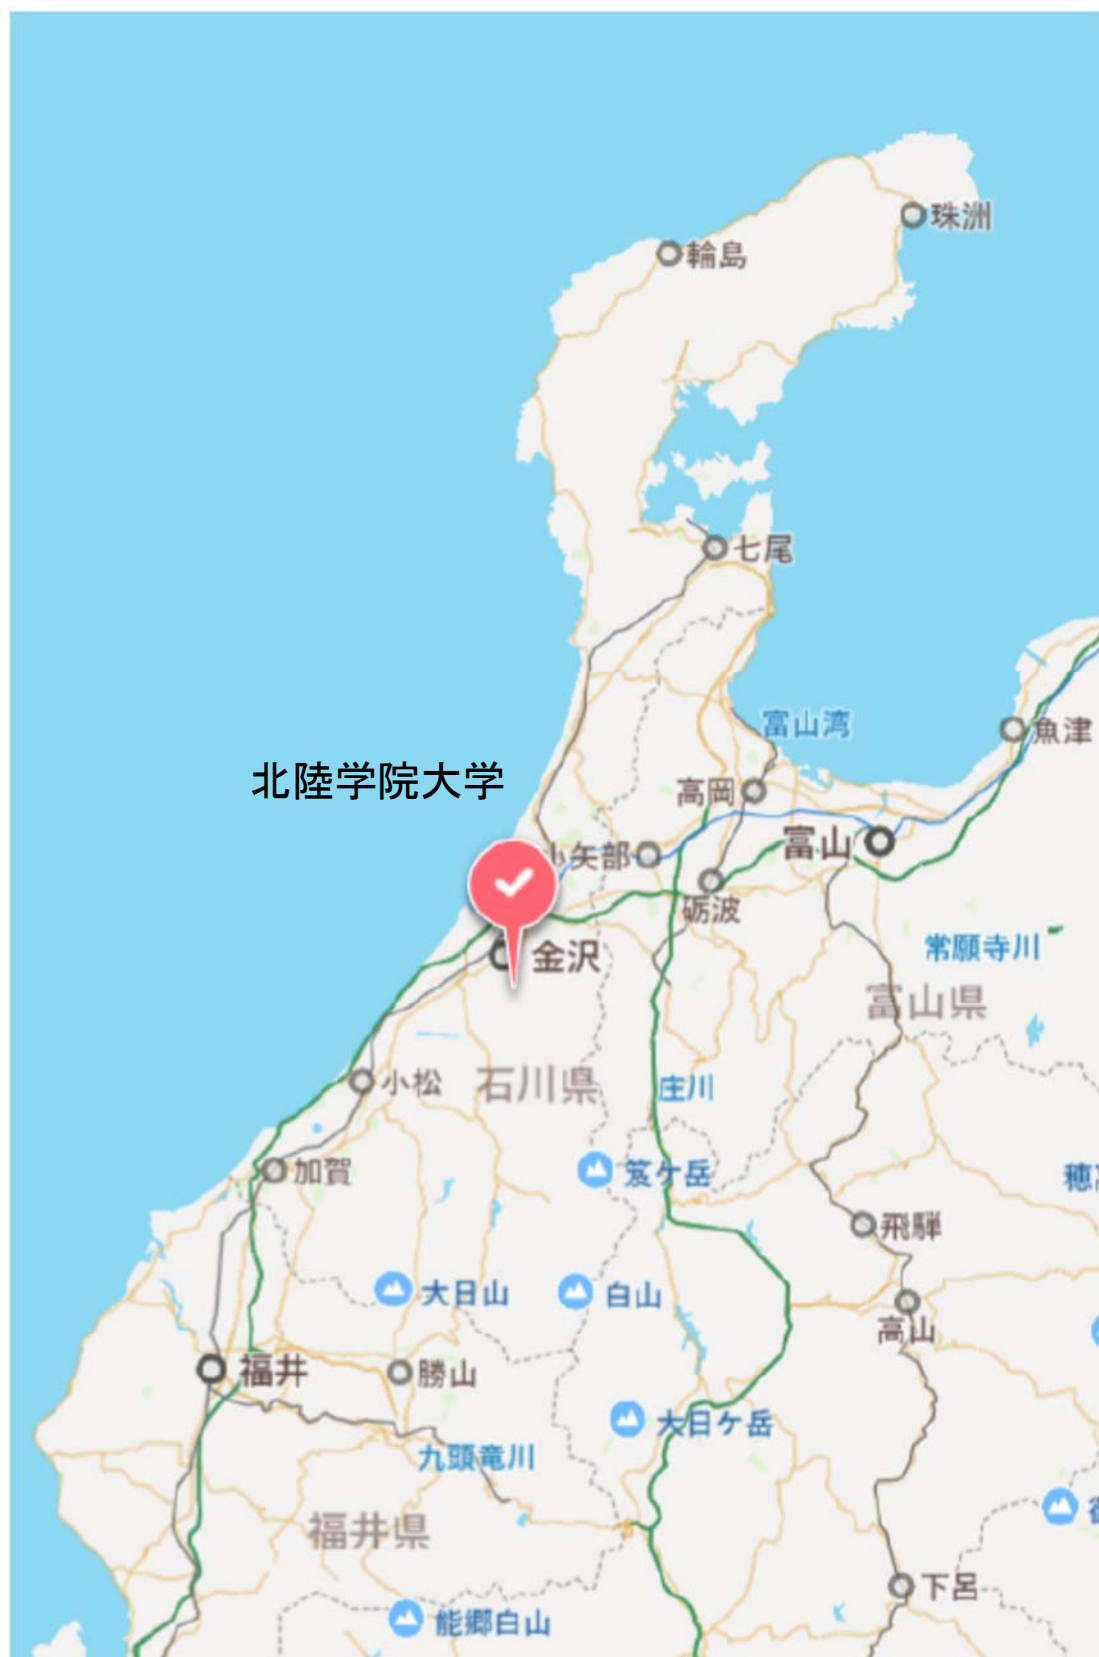 珠洲
輪島
七尾
富山湾
魚津
北陸学院大学
高岡
富山
小矢部
砺波
常願寺川
金沢
富山県
小松
石川県
庄川
加賀
笈ケ岳
飛騨
大日山
白山
高山
福井
勝山
大日ケ岳
九頭竜川
福井県
下呂
能郷白山